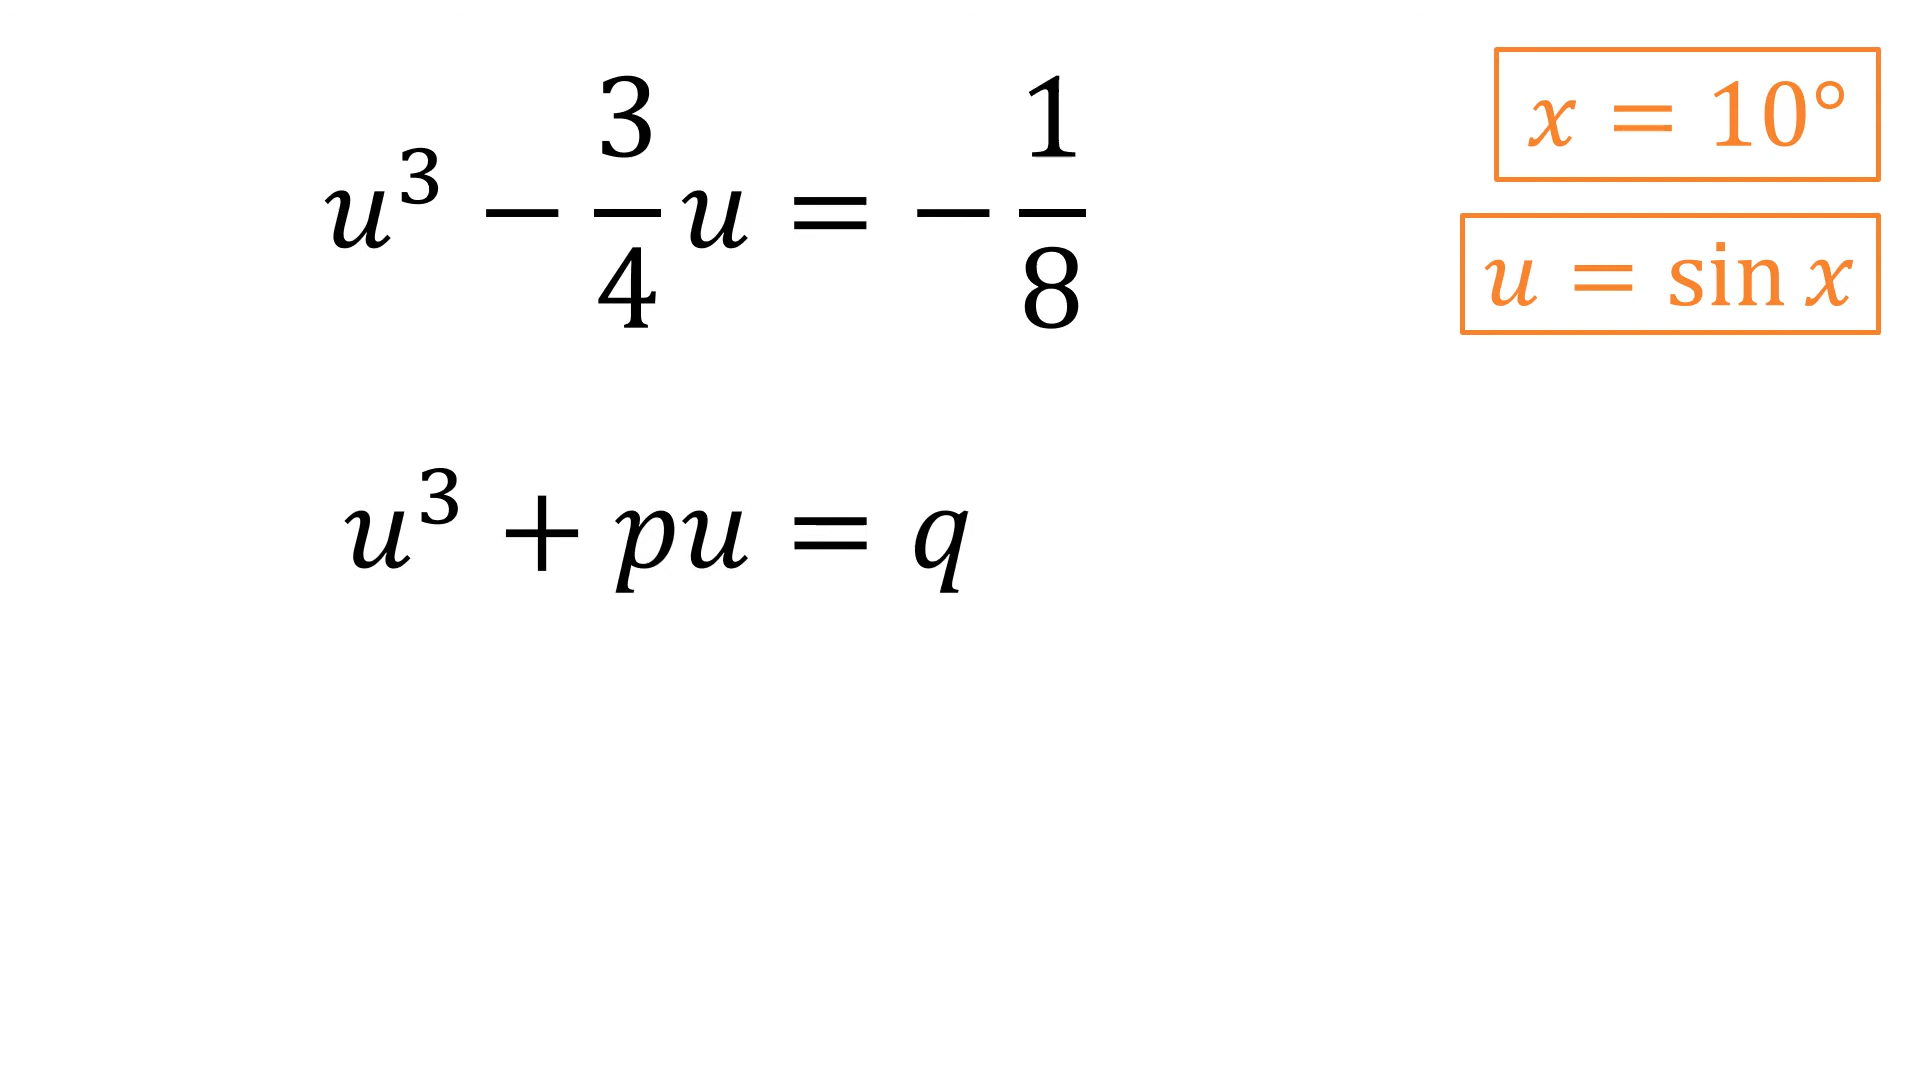 u³ − 3/4 u = − 1/8
x = 10°
u = sin x
u³ + pu = q